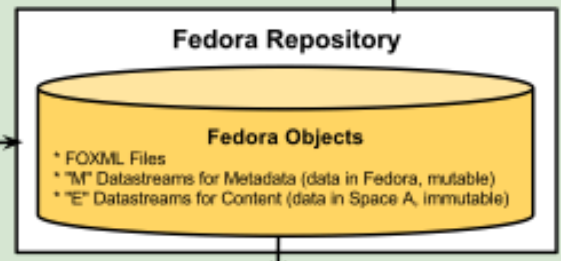 Fedora Repository
Fedora Objects
* FOXML Files
* "M" Datastreams for Metadata (data in Fedora, mutable)
* "E" Datastreams for Content (data in Space A, immutable)